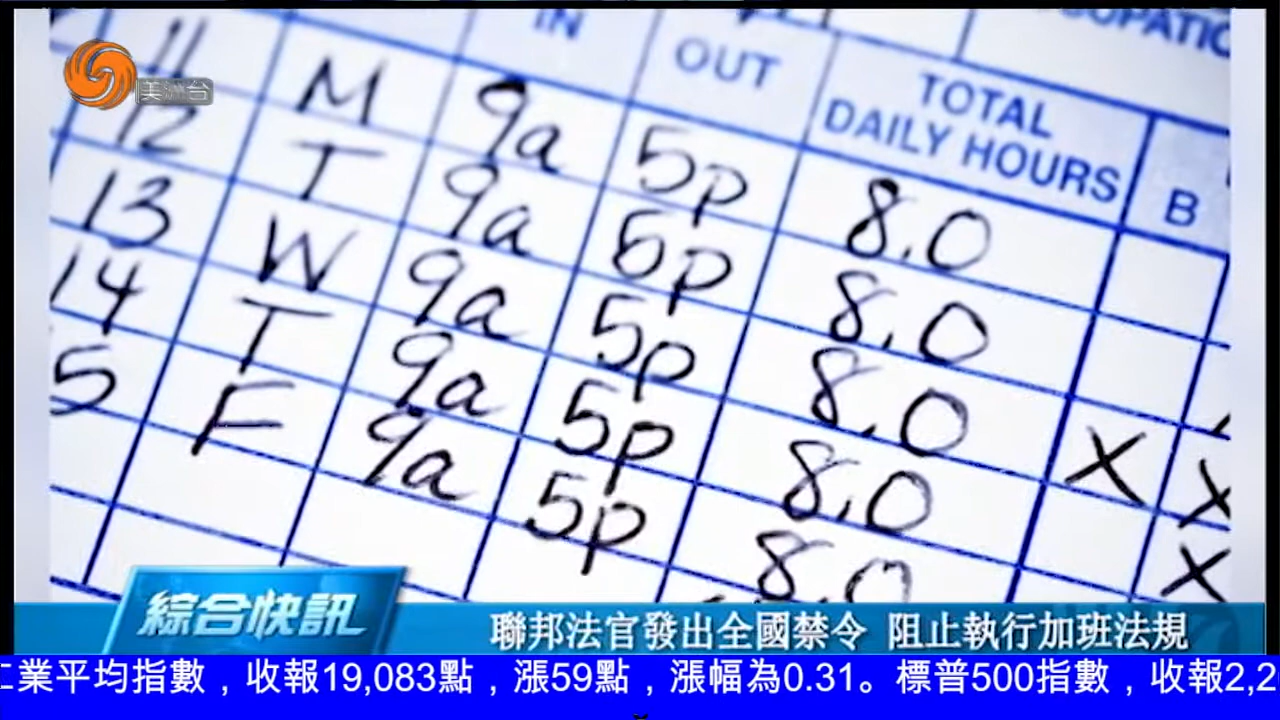 美洲台
IN
OUT
TOTAL
DAILY HOURS
B
11 M 9a 5p 8.0
12 T 9a 5p 8.0
13 W 9a 5p 8.0
14 T 9a 5p 8.0 X X
5 F 9a 5p 8.0 X
綜合快訊
聯邦法官發出全國禁令 阻止執行加班法規
業平均指數，收報19,083點，漲59點，漲幅為0.31。標普500指數，收報2,2